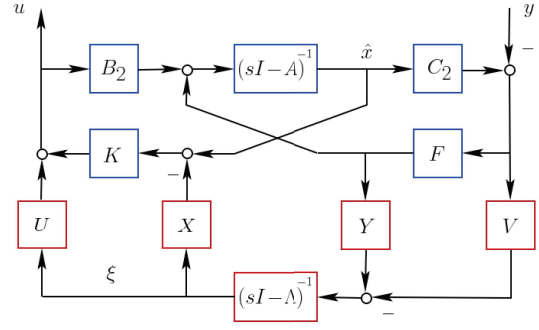 u y
x̂ −
B₂ (sI−A)⁻¹ C₂
K − F
U X Y V
ξ (sI−Λ)⁻¹ −